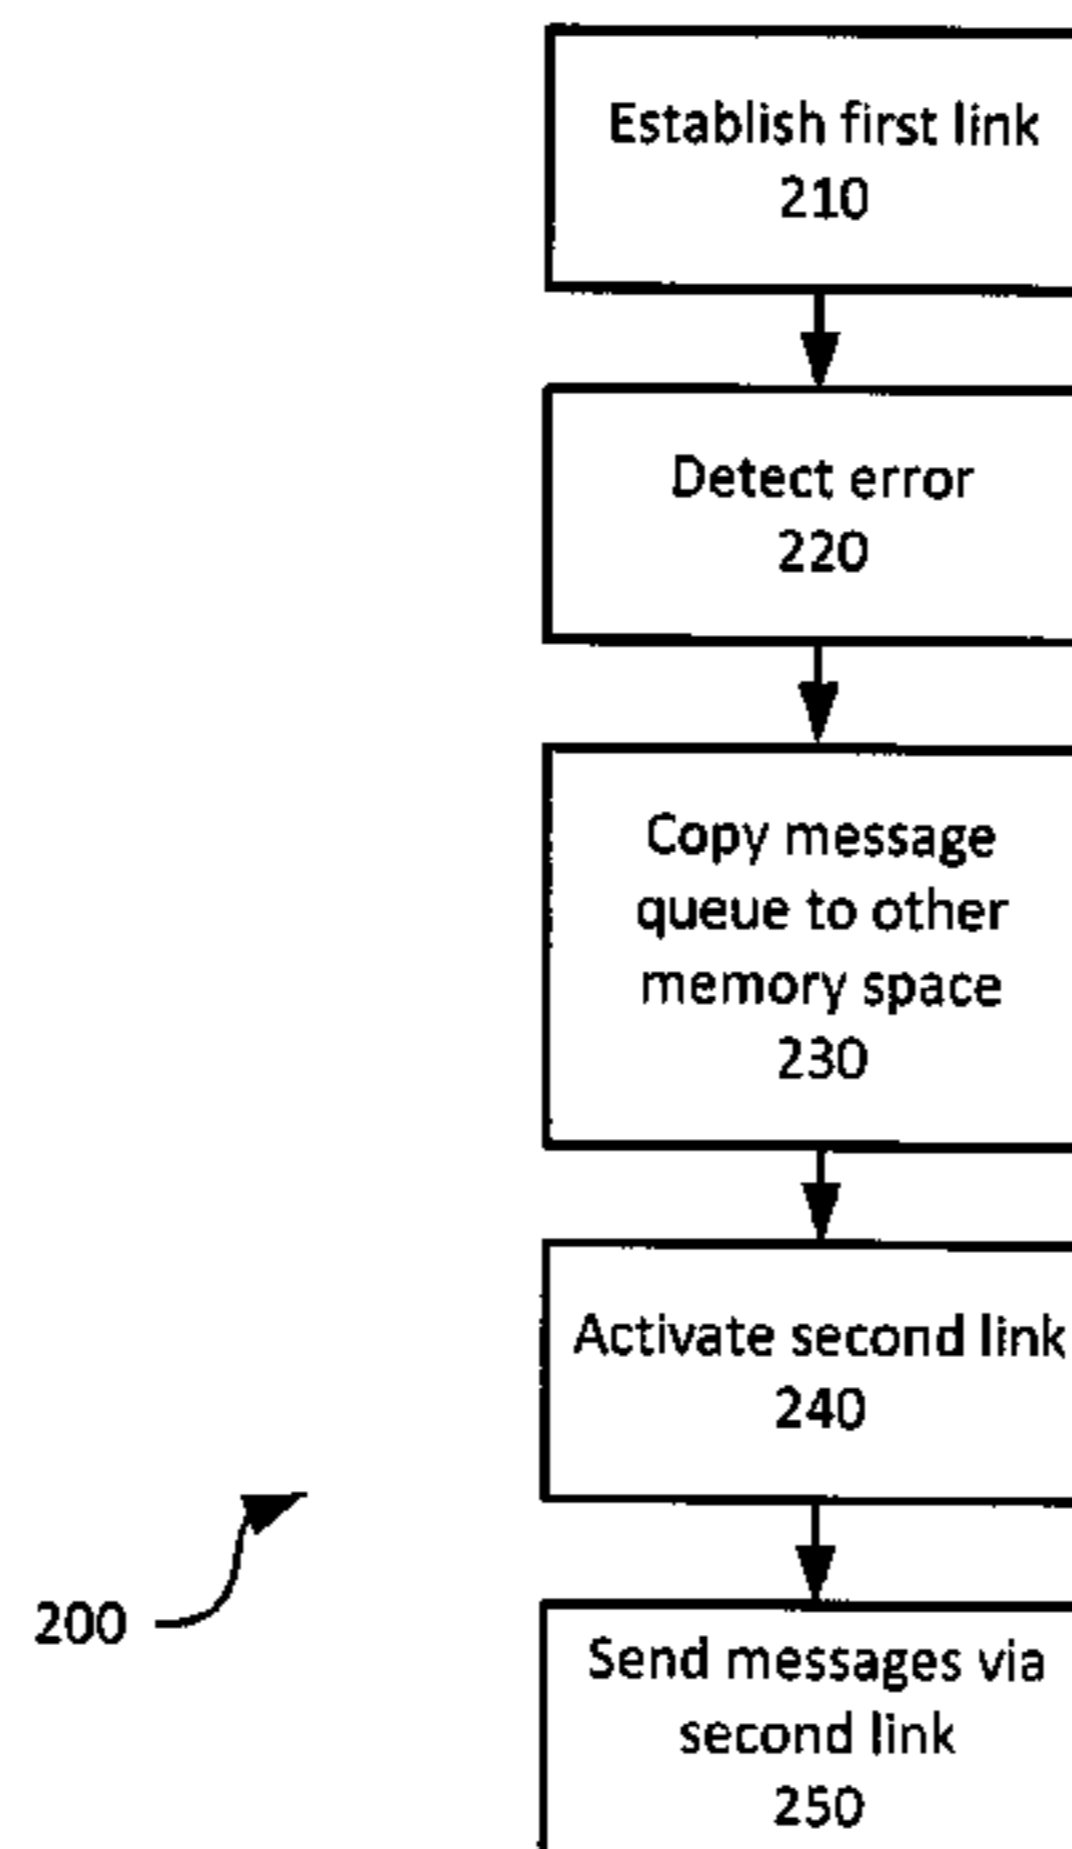 Establish first link
210
Detect error
220
Copy message
queue to other
memory space
230
Activate second link
240
200
Send messages via
second link
250